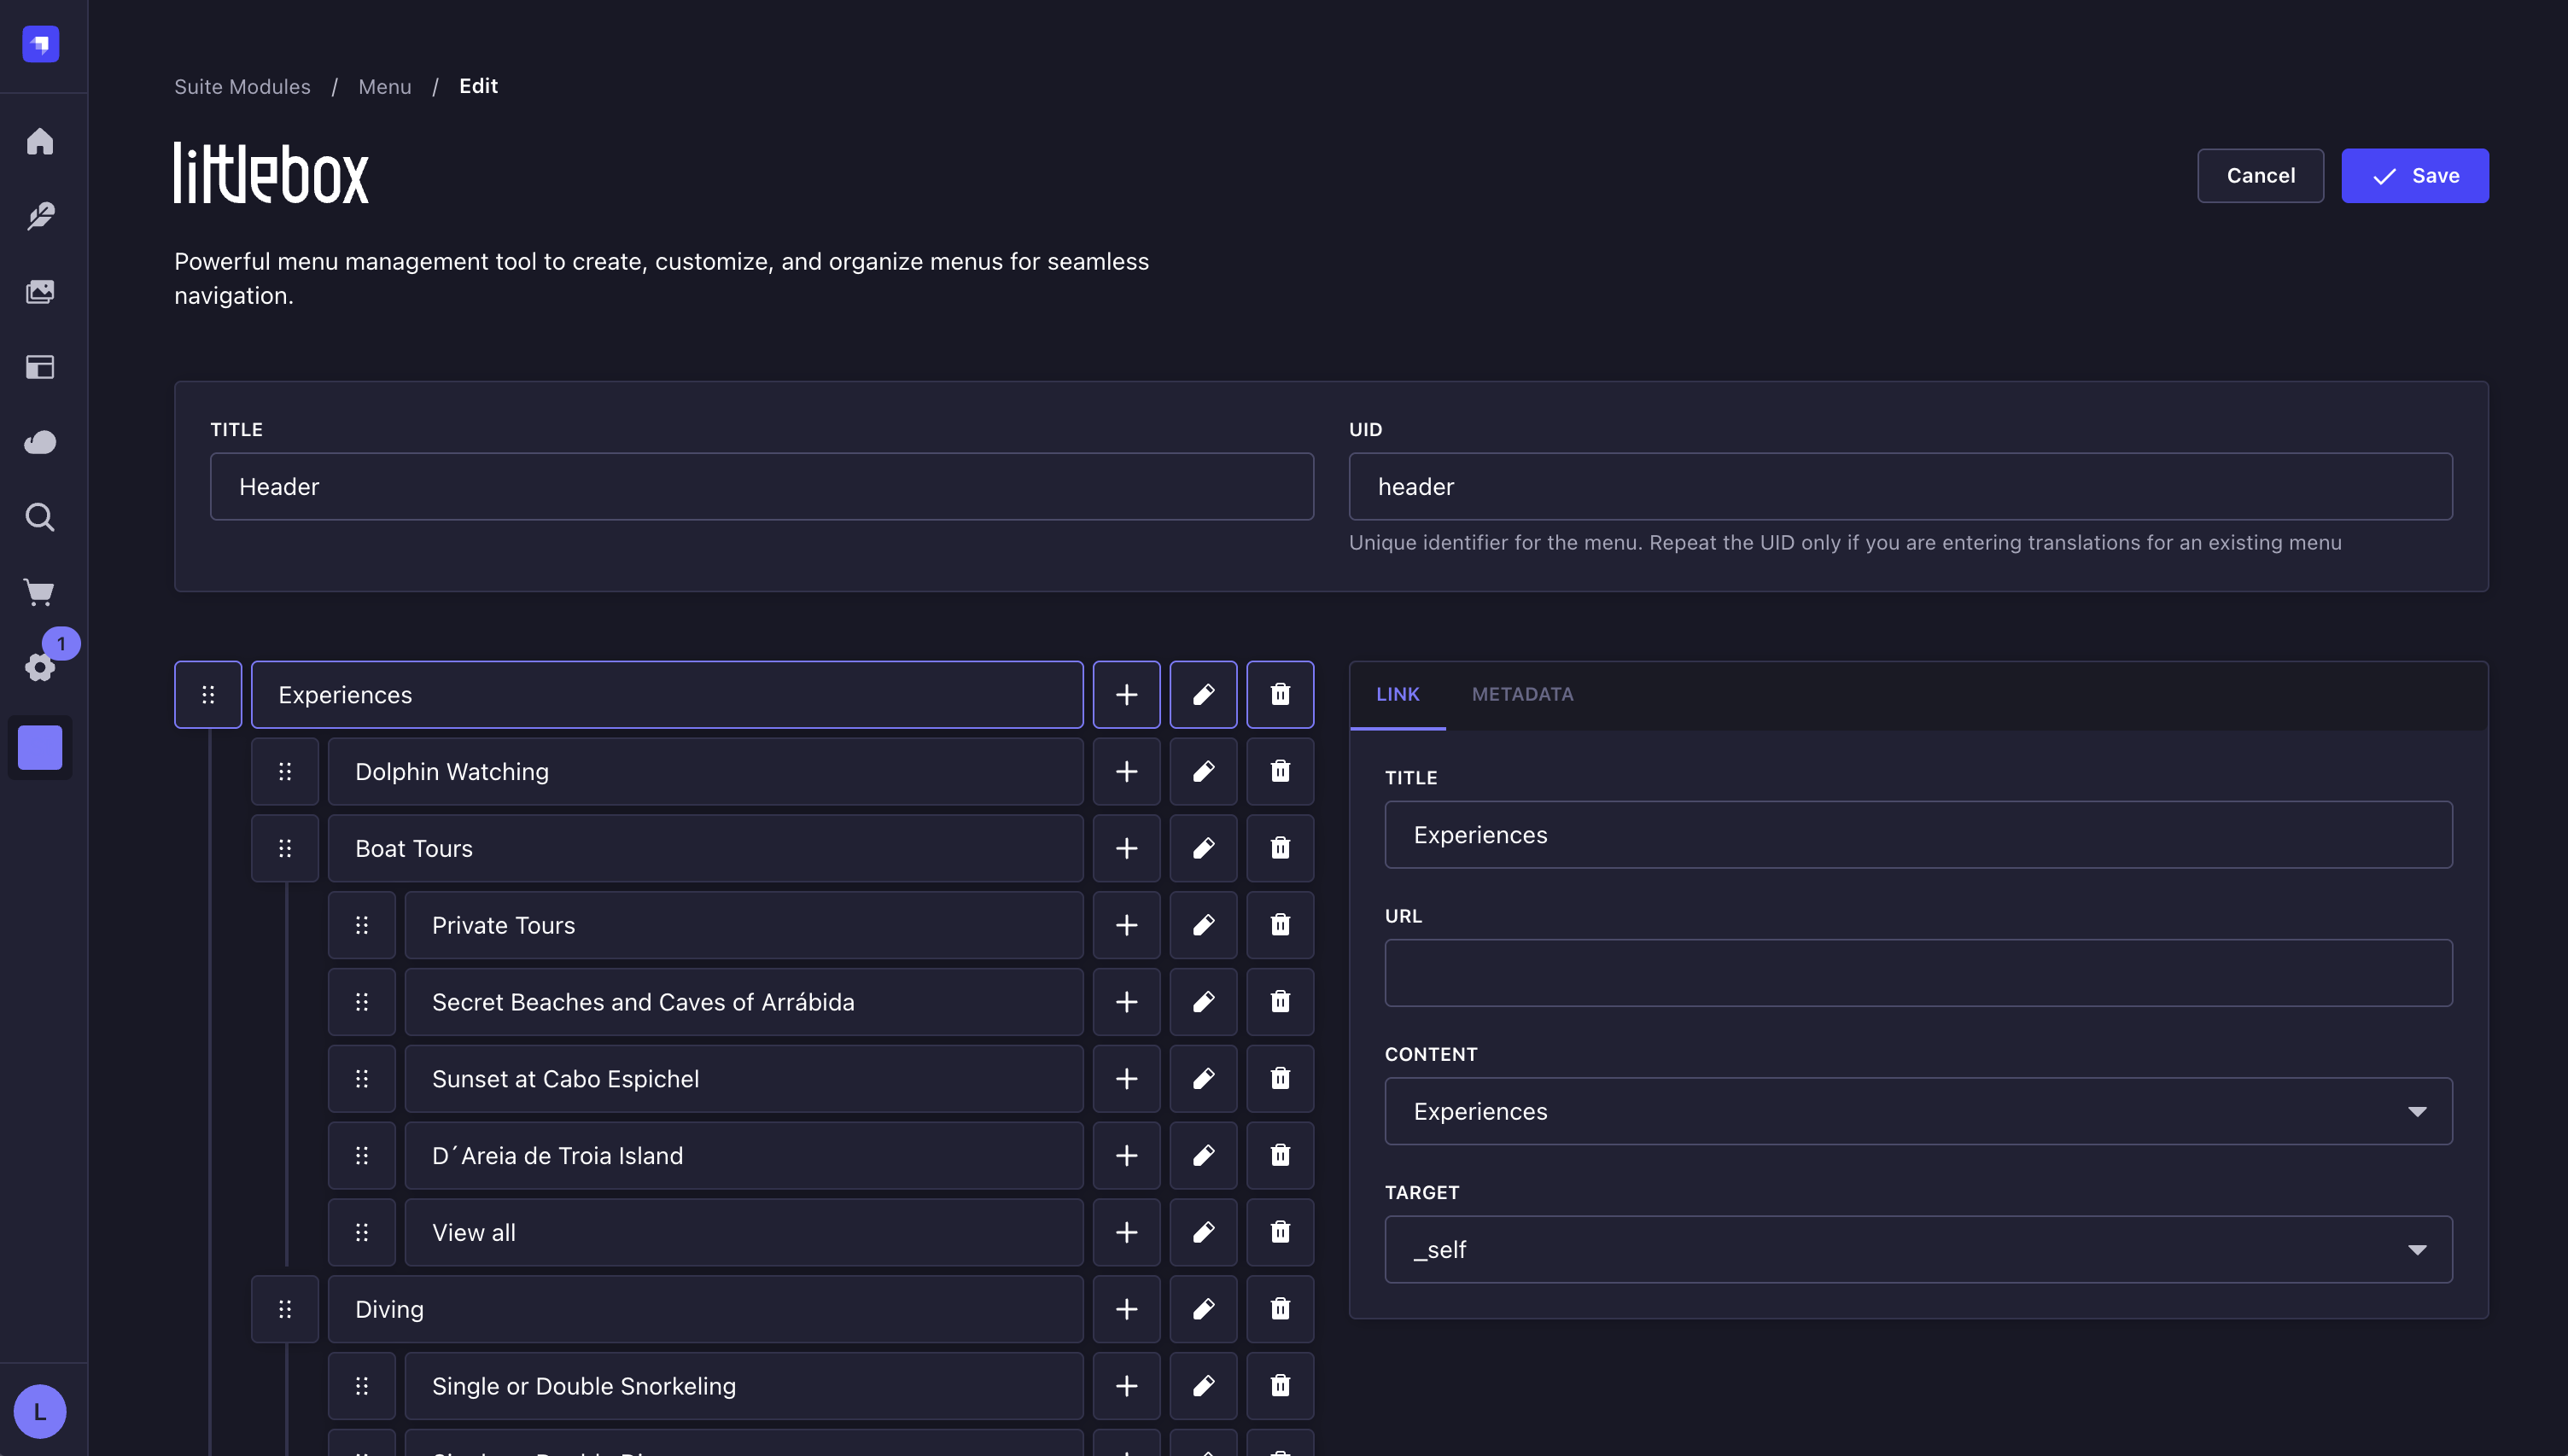 Suite Modules / Menu / Edit
littlebox
Cancel
Save
Powerful menu management tool to create, customize, and organize menus for seamless
navigation.
TITLE
Header
UID
header
Unique identifier for the menu. Repeat the UID only if you are entering translations for an existing menu
1
Experiences
Dolphin Watching
Boat Tours
Private Tours
Secret Beaches and Caves of Arrábida
Sunset at Cabo Espichel
D´Areia de Troia Island
View all
Diving
Single or Double Snorkeling
LINK
METADATA
TITLE
Experiences
URL
CONTENT
Experiences
TARGET
_self
L